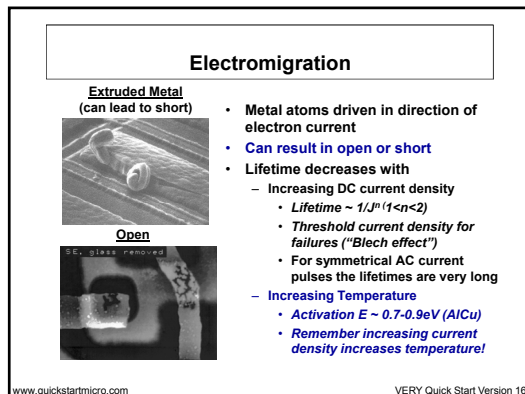 Electromigration
Extruded Metal
(can lead to short)
• Metal atoms driven in direction of
electron current
• Can result in open or short
• Lifetime decreases with
– Increasing DC current density
• Lifetime ~ 1/Jⁿ (1<n<2)
• Threshold current density for
failures (“Blech effect”)
• For symmetrical AC current
pulses the lifetimes are very long
– Increasing Temperature
• Activation E ~ 0.7-0.9eV (AlCu)
• Remember increasing current
density increases temperature!
Open
SE, glass removed
www.quickstartmicro.com
VERY Quick Start Version 16